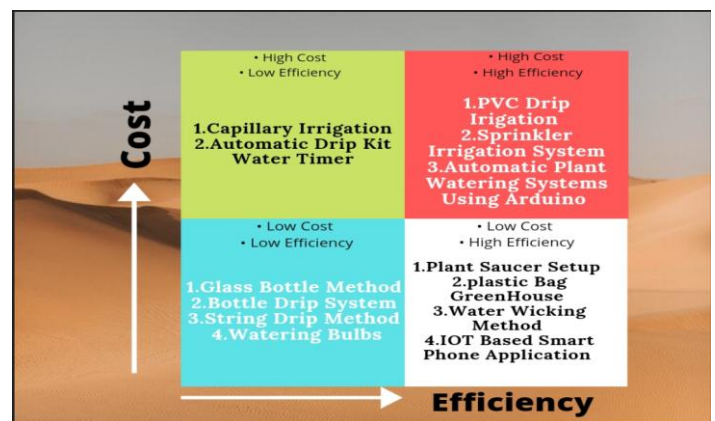 • High Cost
• Low Efficiency
1.Capillary Irrigation
2.Automatic Drip Kit
Water Timer
• High Cost
• High Efficiency
1.PVC Drip
Irigation
2.Sprinkler
Irrigation System
3.Automatic Plant
Watering Systems
Using Arduino
Cost
• Low Cost
• Low Efficiency
1.Glass Bottle Method
2.Bottle Drip System
3.String Drip Method
4.Watering Bulbs
• Low Cost
• High Efficiency
1.Plant Saucer Setup
2.plastic Bag
GreenHouse
3.Water Wicking
Method
4.IOT Based Smart
Phone Application
Efficiency